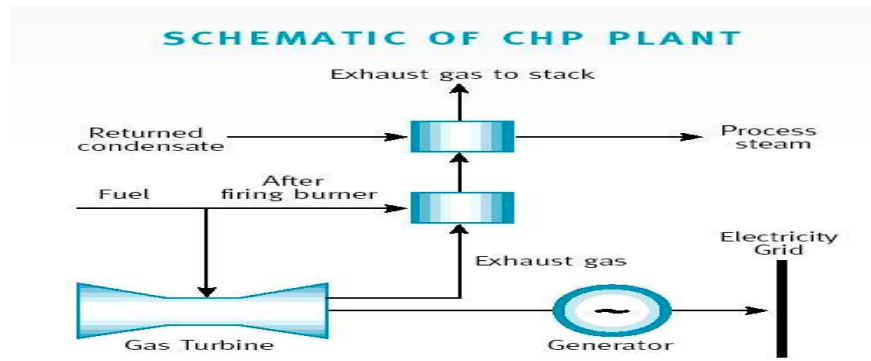 SCHEMATIC OF CHP PLANT
Exhaust gas to stack
Returned
condensate
Process
steam
After
Fuel
firing burner
Electricity
Grid
Exhaust gas
~
Gas Turbine
Generator